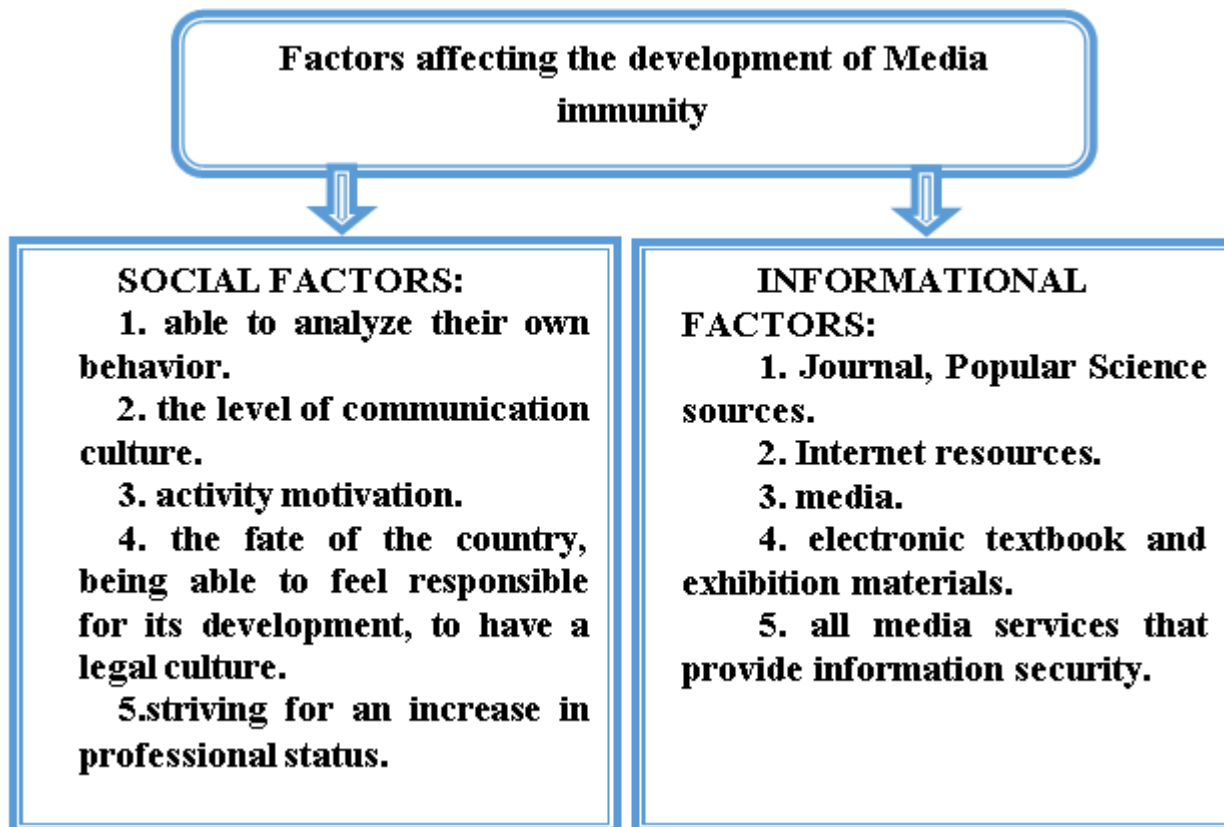 Factors affecting the development of Media
immunity
SOCIAL FACTORS:
1. able to analyze their own
behavior.
2. the level of communication
culture.
3. activity motivation.
4. the fate of the country,
being able to feel responsible
for its development, to have a
legal culture.
5.striving for an increase in
professional status.
INFORMATIONAL
FACTORS:
1. Journal, Popular Science
sources.
2. Internet resources.
3. media.
4. electronic textbook and
exhibition materials.
5. all media services that
provide information security.